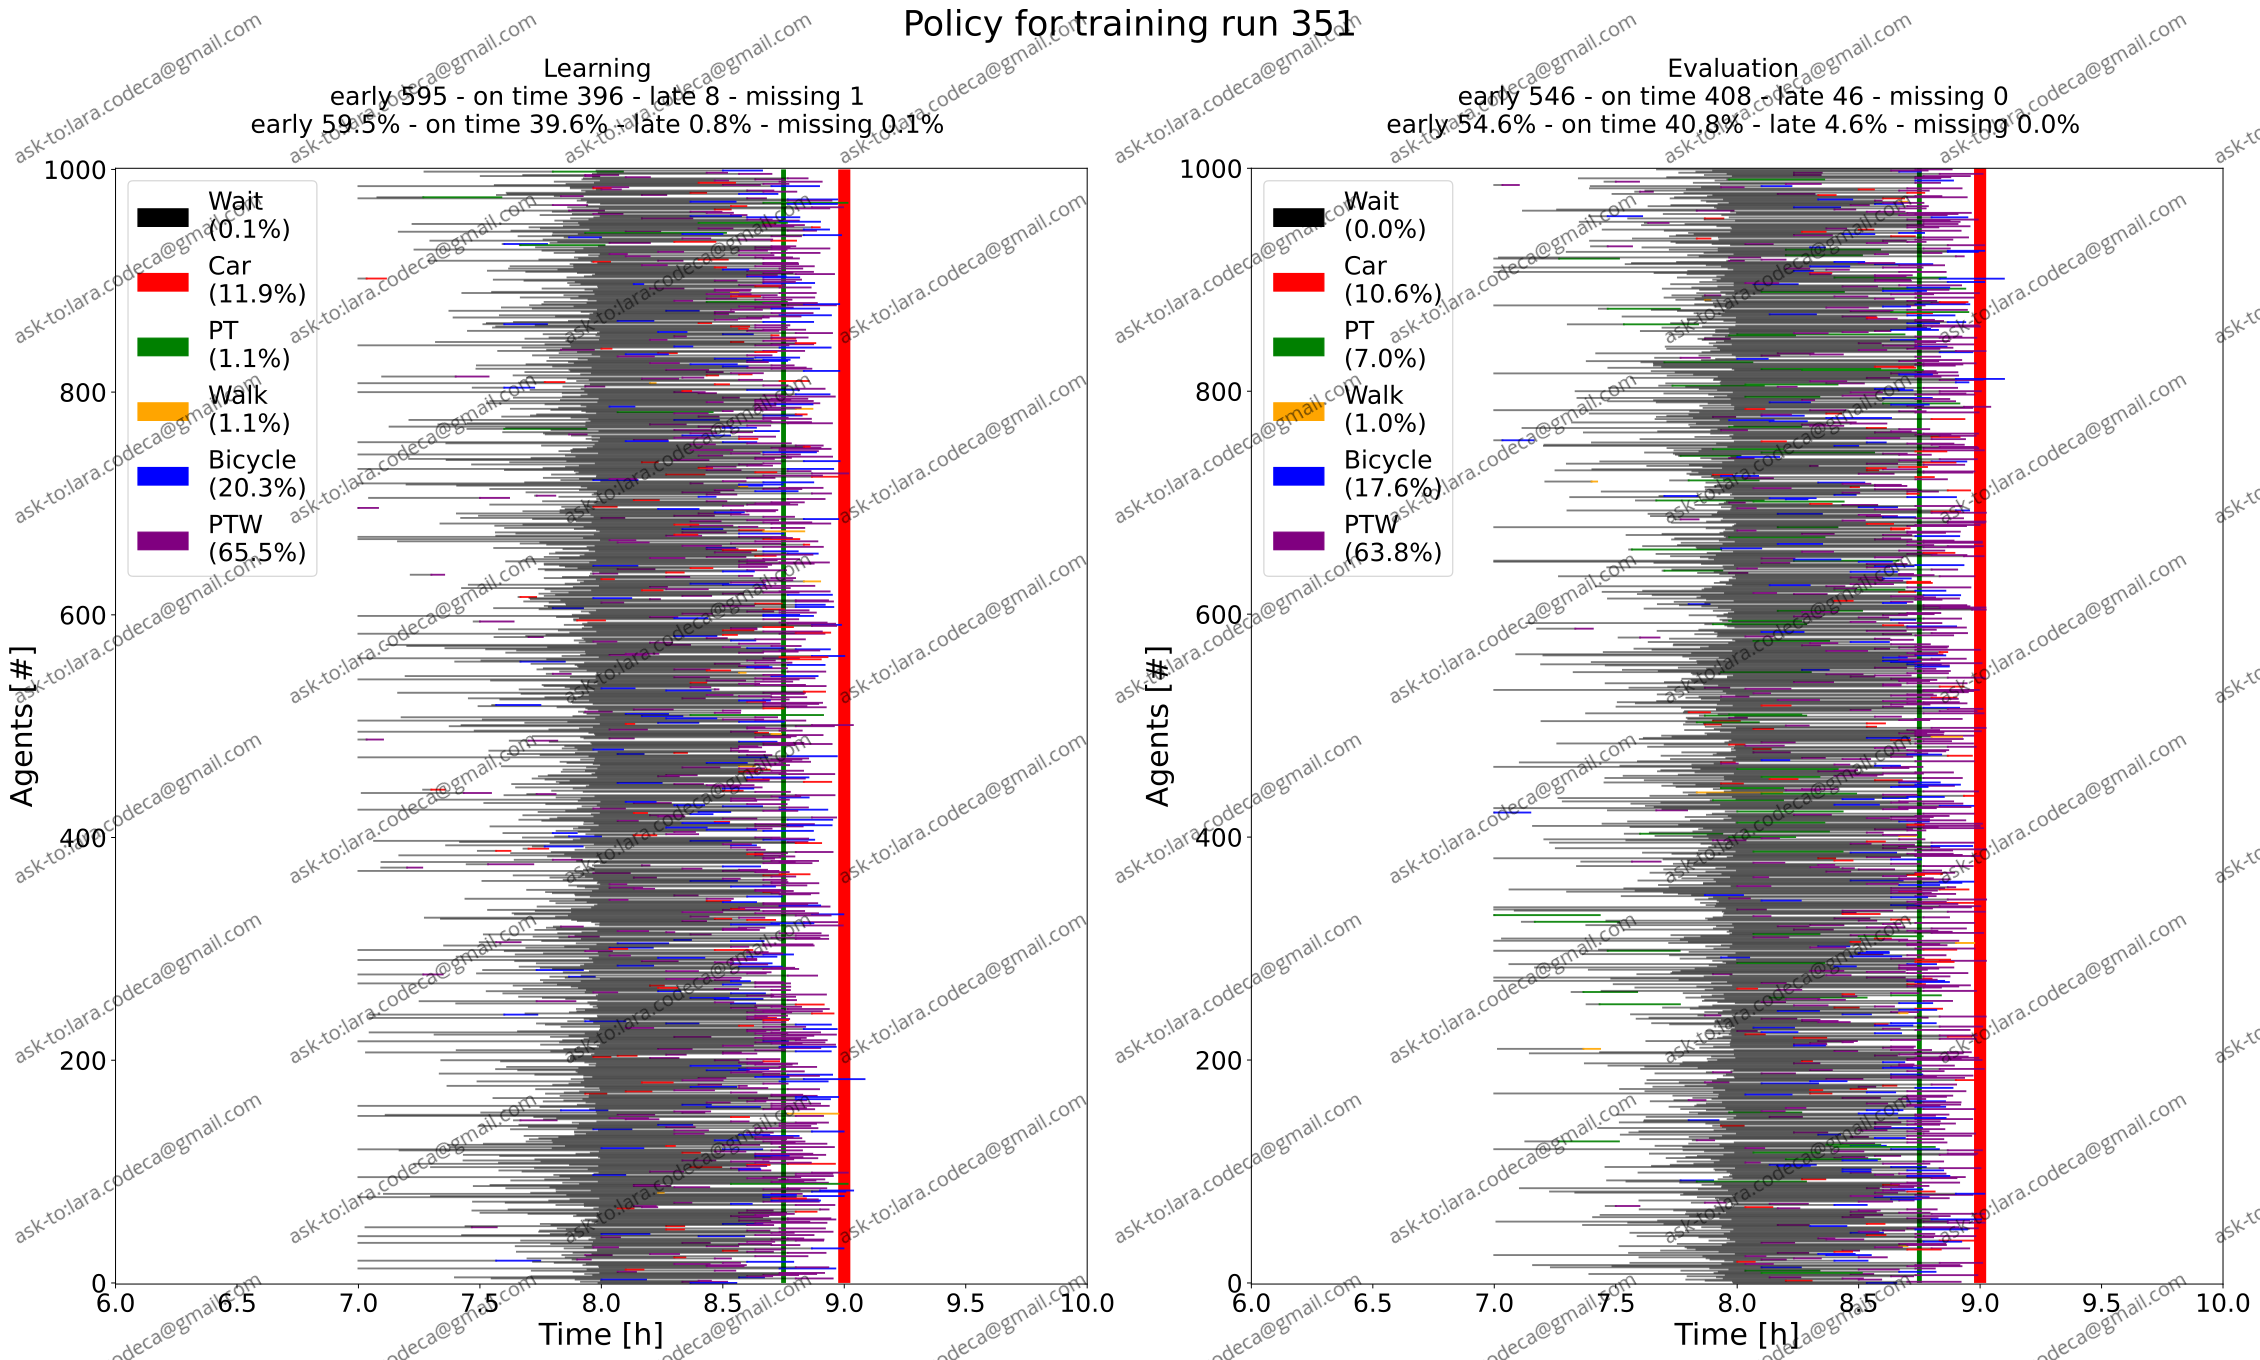 Policy for training run 351
Learning
early 595 - on time 396 - late 8 - missing 1
early 59.5% - on time 39.6% - late 0.8% - missing 0.1%
Wait
(0.1%)
Car
(11.9%)
PT
(1.1%)
Walk
(1.1%)
Bicycle
(20.3%)
PTW
(65.5%)
Agents [#]
1000
800
600
400
200
0
6.0 6.5 7.0 7.5 8.0 8.5 9.0 9.5 10.0
Time [h]
Evaluation
early 546 - on time 408 - late 46 - missing 0
early 54.6% - on time 40.8% - late 4.6% - missing 0.0%
Wait
(0.0%)
Car
(10.6%)
PT
(7.0%)
Walk
(1.0%)
Bicycle
(17.6%)
PTW
(63.8%)
Agents [#]
1000
800
600
400
200
0
6.0 6.5 7.0 7.5 8.0 8.5 9.0 9.5 10.0
Time [h]
ask-to:lara.codeca@gmail.com